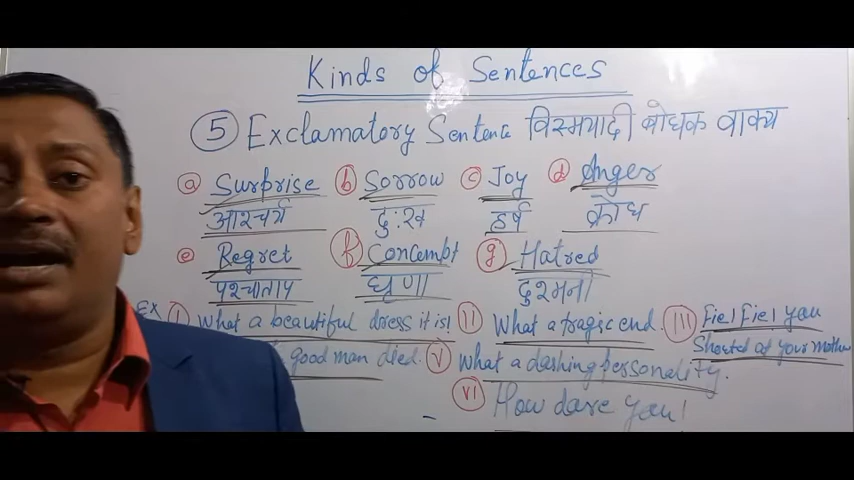 Kinds of Sentences
5 Exclamatory Sentence विस्मयादी बोधक वाक्य
a Surprise b Sorrow c Joy d Anger
आश्चर्य दुःख हर्ष क्रोध
e Regret f Concempt g Hatred
पश्चाताप घृणा दुश्मनी
Ex I What a beautiful dress it is! II What a tragic end. III Fie! Fie! you
Shouted at your mother
good man died. V What a dashing personality.
VI How dare you!